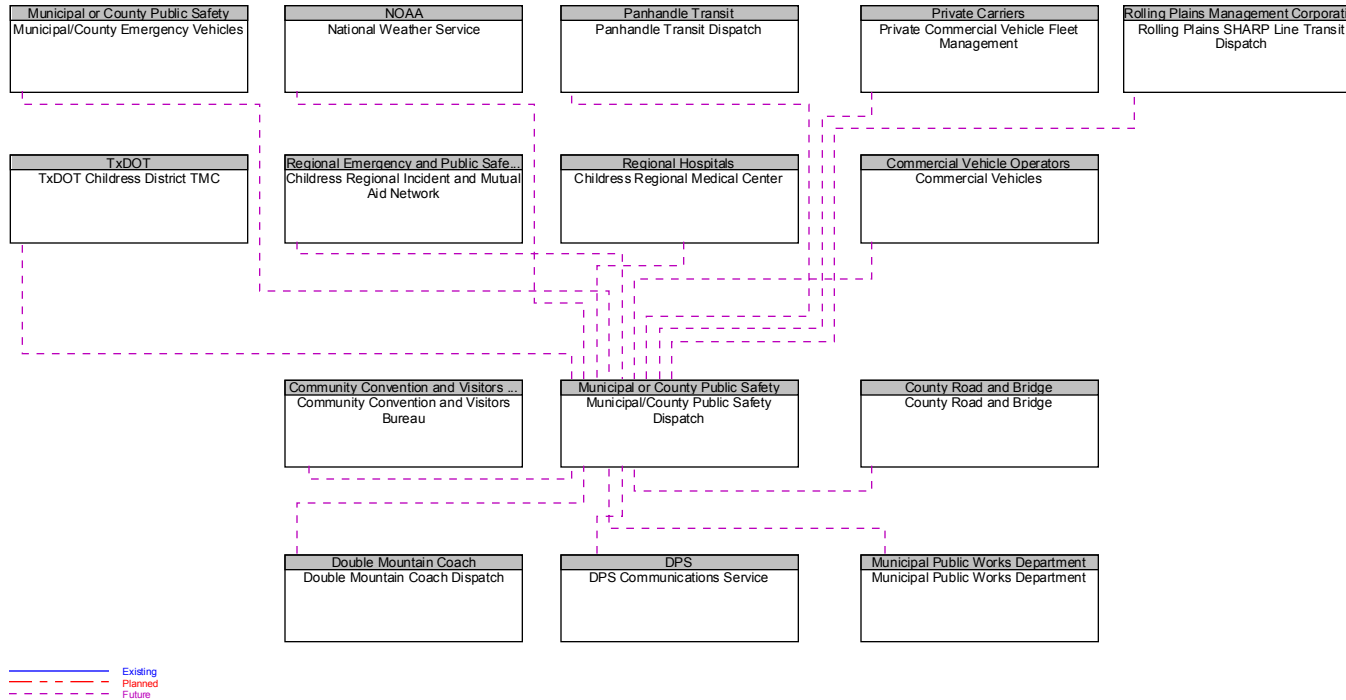 Municipal or County Public Safety
Municipal/County Emergency Vehicles
NOAA
National Weather Service
Panhandle Transit
Panhandle Transit Dispatch
Private Carriers
Private Commercial Vehicle Fleet
Management
Rolling Plains Management Corporati
Rolling Plains SHARP Line Transit
Dispatch
TxDOT
TxDOT Childress District TMC
Regional Emergency and Public Safe...
Childress Regional Incident and Mutual
Aid Network
Regional Hospitals
Childress Regional Medical Center
Commercial Vehicle Operators
Commercial Vehicles
Community Convention and Visitors ...
Community Convention and Visitors
Bureau
Municipal or County Public Safety
Municipal/County Public Safety
Dispatch
County Road and Bridge
County Road and Bridge
Double Mountain Coach
Double Mountain Coach Dispatch
DPS
DPS Communications Service
Municipal Public Works Department
Municipal Public Works Department
Existing
Planned
Future